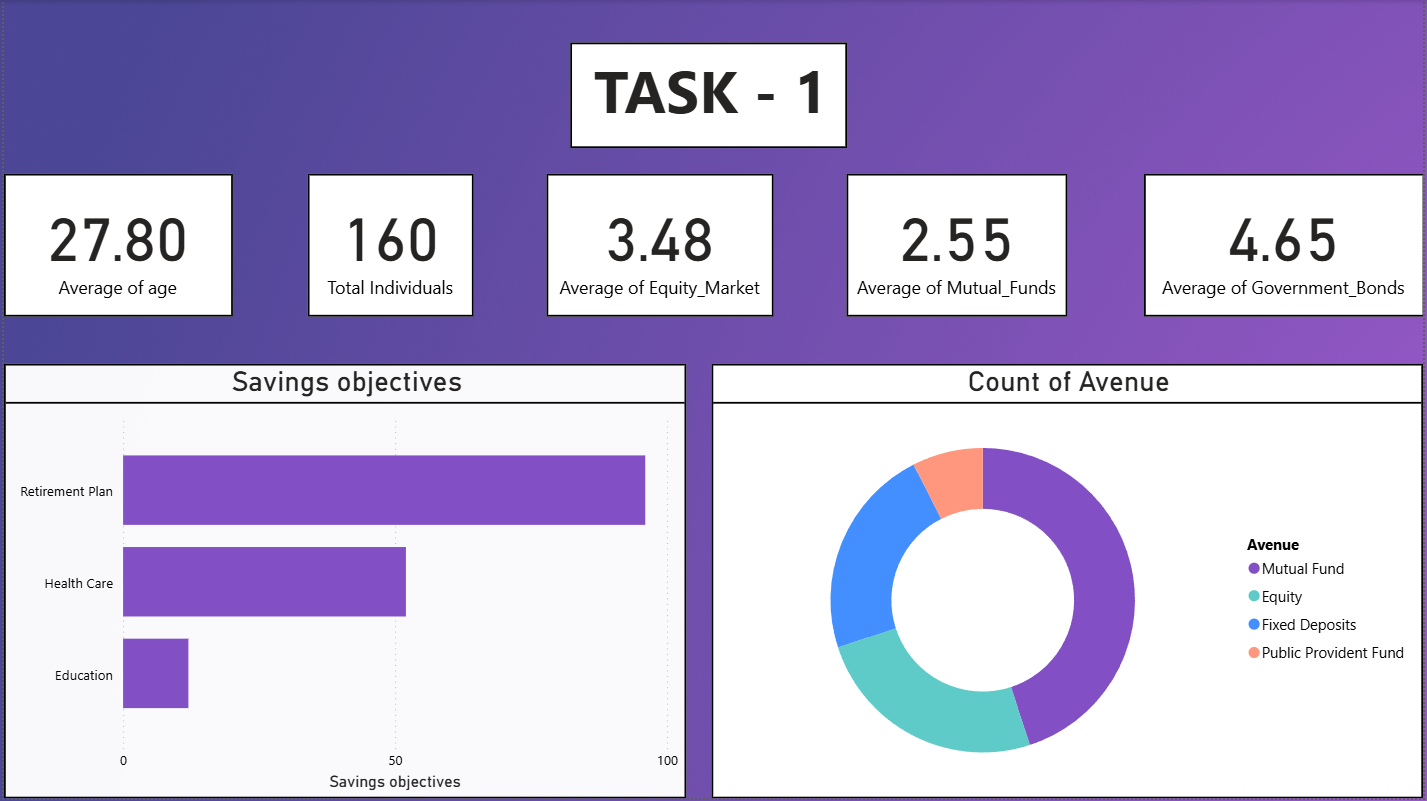 TASK - 1
27.80
Average of age
160
Total Individuals
3.48
Average of Equity_Market
2.55
Average of Mutual_Funds
4.65
Average of Government_Bonds
Savings objectives
Retirement Plan
Health Care
Education
0
50
100
Savings objectives
Count of Avenue
Avenue
Mutual Fund
Equity
Fixed Deposits
Public Provident Fund